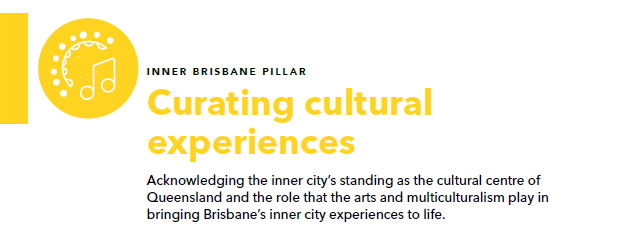 INNER BRISBANE PILLAR
Curating cultural
experiences
Acknowledging the inner city’s standing as the cultural centre of
Queensland and the role that the arts and multiculturalism play in
bringing Brisbane’s inner city experiences to life.